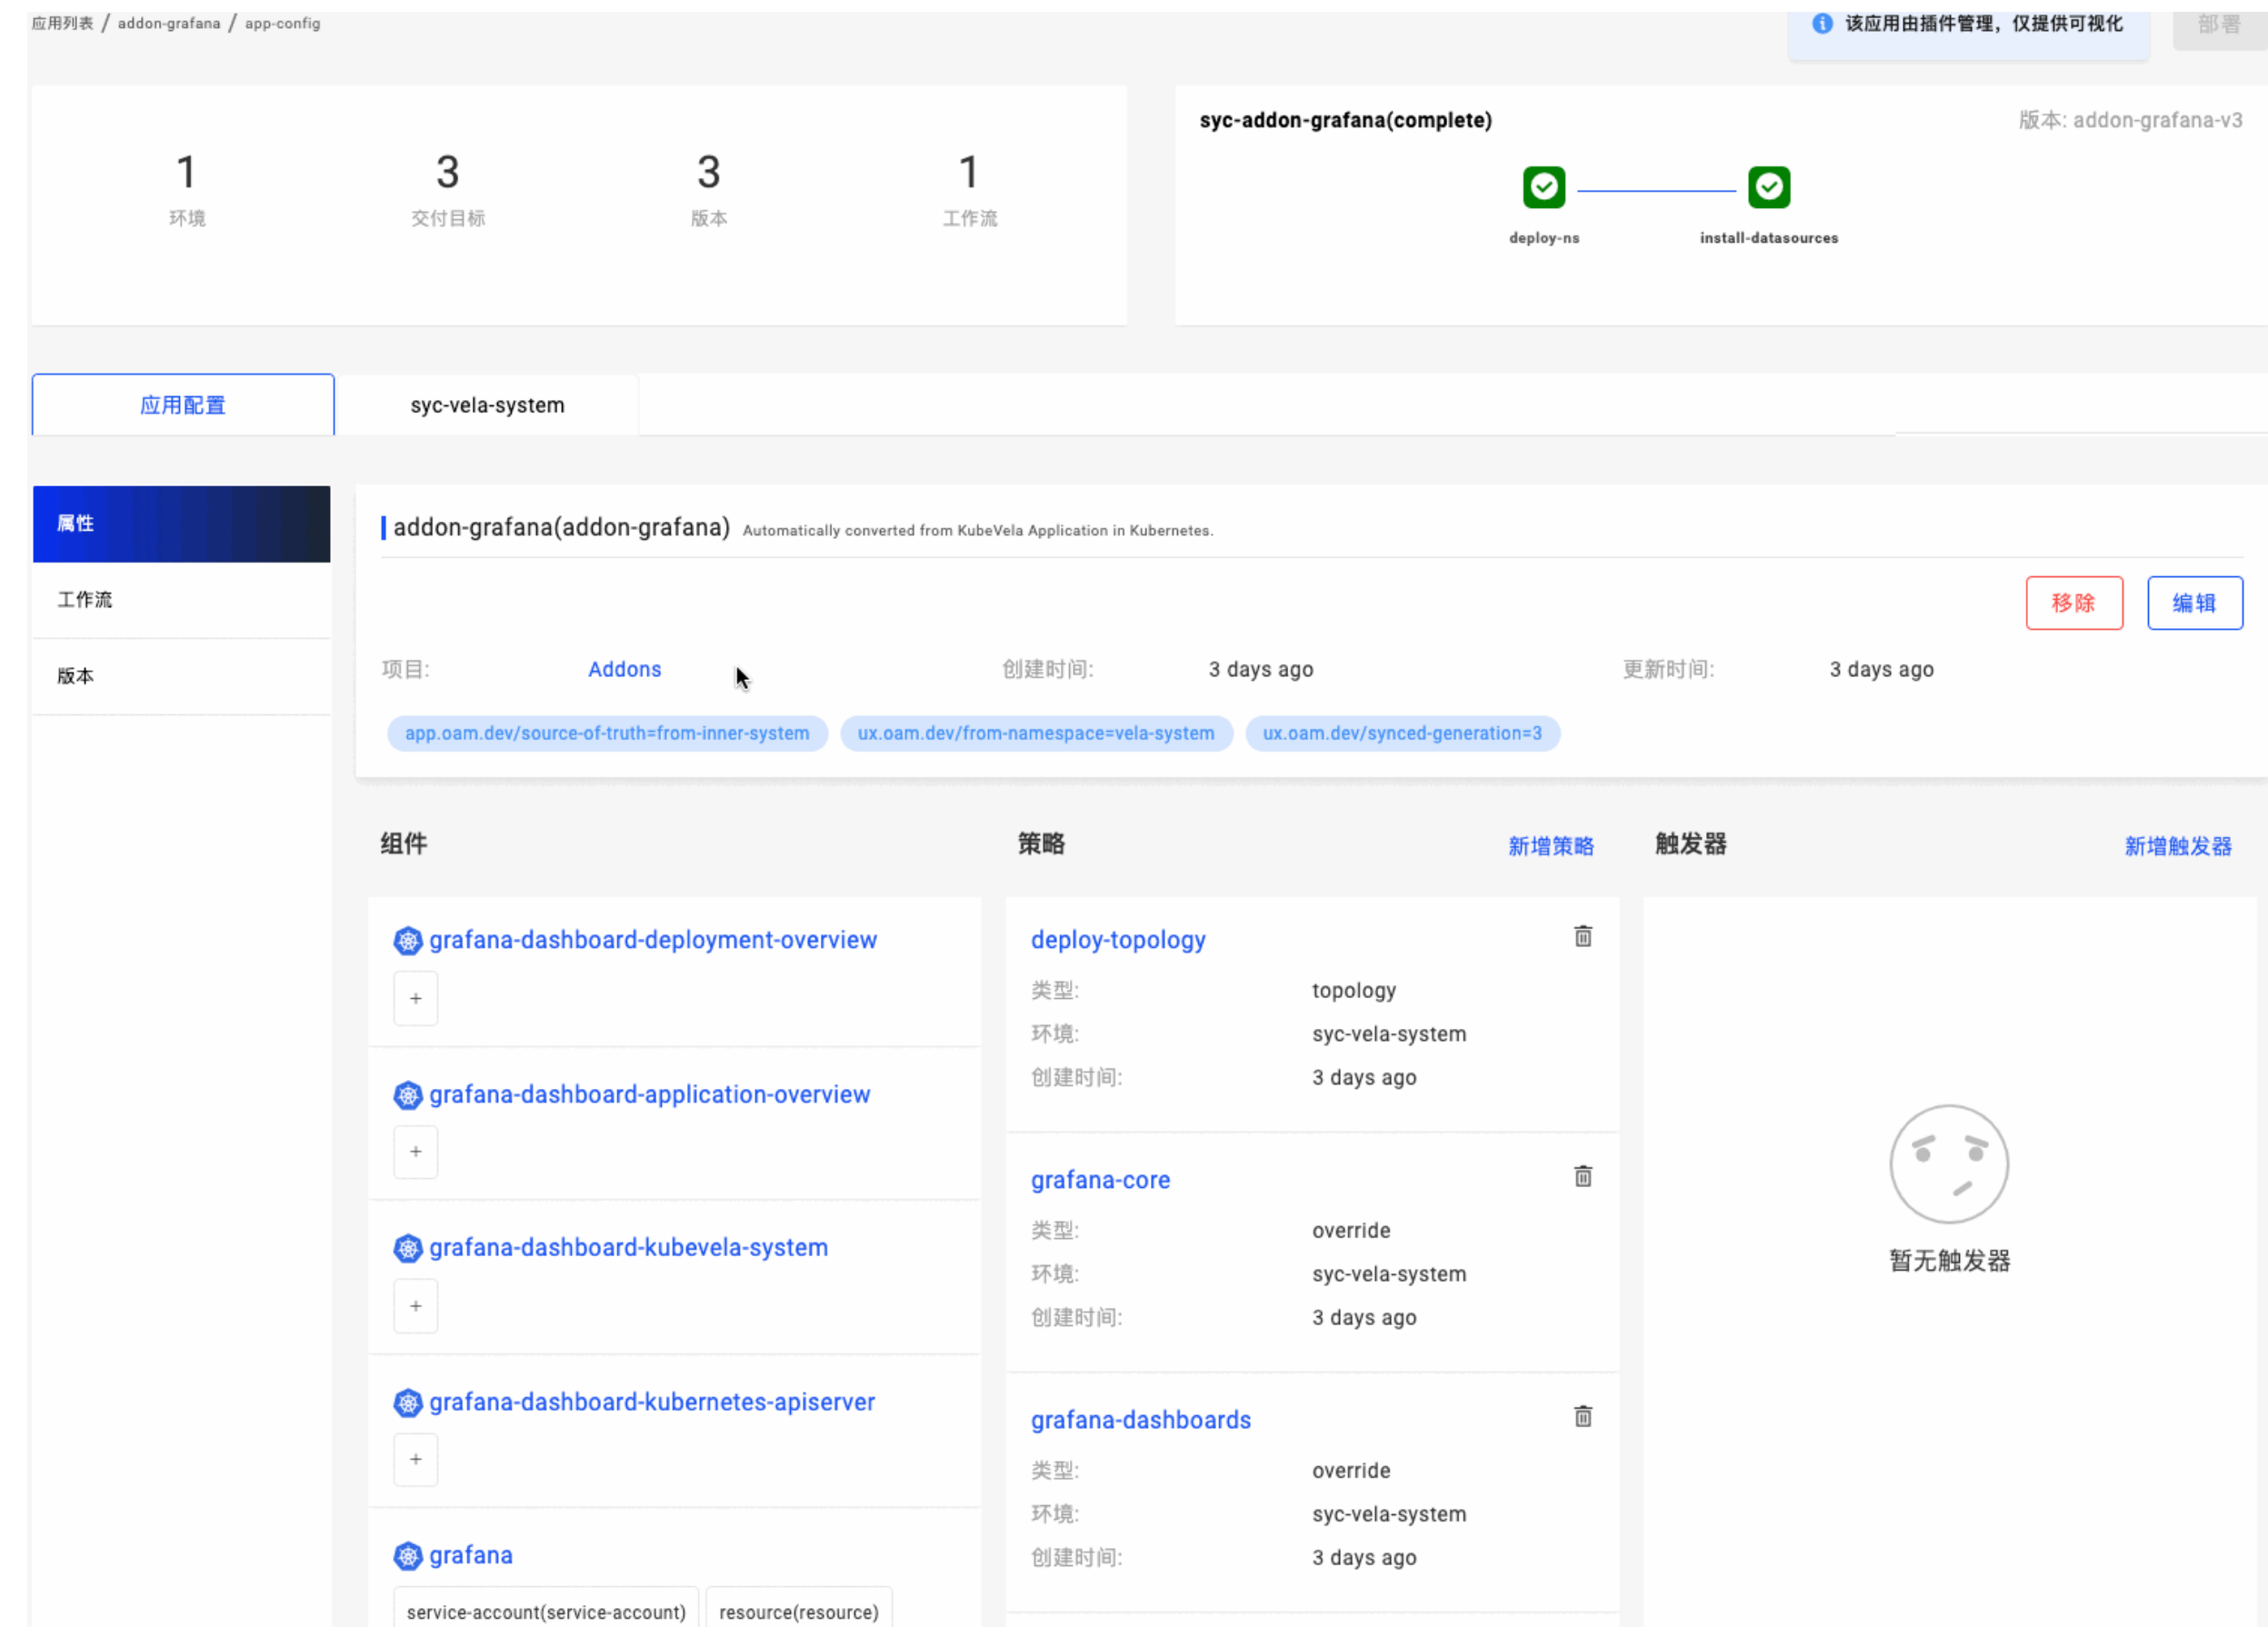 应用列表 / addon-grafana / app-config
该应用由插件管理，仅提供可视化
部署
1
环境
3
交付目标
3
版本
1
工作流
syc-addon-grafana(complete)
版本: addon-grafana-v3
deploy-ns
install-datasources
应用配置
syc-vela-system
属性
工作流
版本
addon-grafana(addon-grafana) Automatically converted from KubeVela Application in Kubernetes.
移除
编辑
项目: Addons
创建时间: 3 days ago
更新时间: 3 days ago
app.oam.dev/source-of-truth=from-inner-system
ux.oam.dev/from-namespace=vela-system
ux.oam.dev/synced-generation=3
组件
grafana-dashboard-deployment-overview
+
grafana-dashboard-application-overview
+
grafana-dashboard-kubevela-system
+
grafana-dashboard-kubernetes-apiserver
+
grafana
service-account(service-account)
resource(resource)
策略
新增策略
deploy-topology
类型: topology
环境: syc-vela-system
创建时间: 3 days ago
grafana-core
类型: override
环境: syc-vela-system
创建时间: 3 days ago
grafana-dashboards
类型: override
环境: syc-vela-system
创建时间: 3 days ago
触发器
新增触发器
暂无触发器